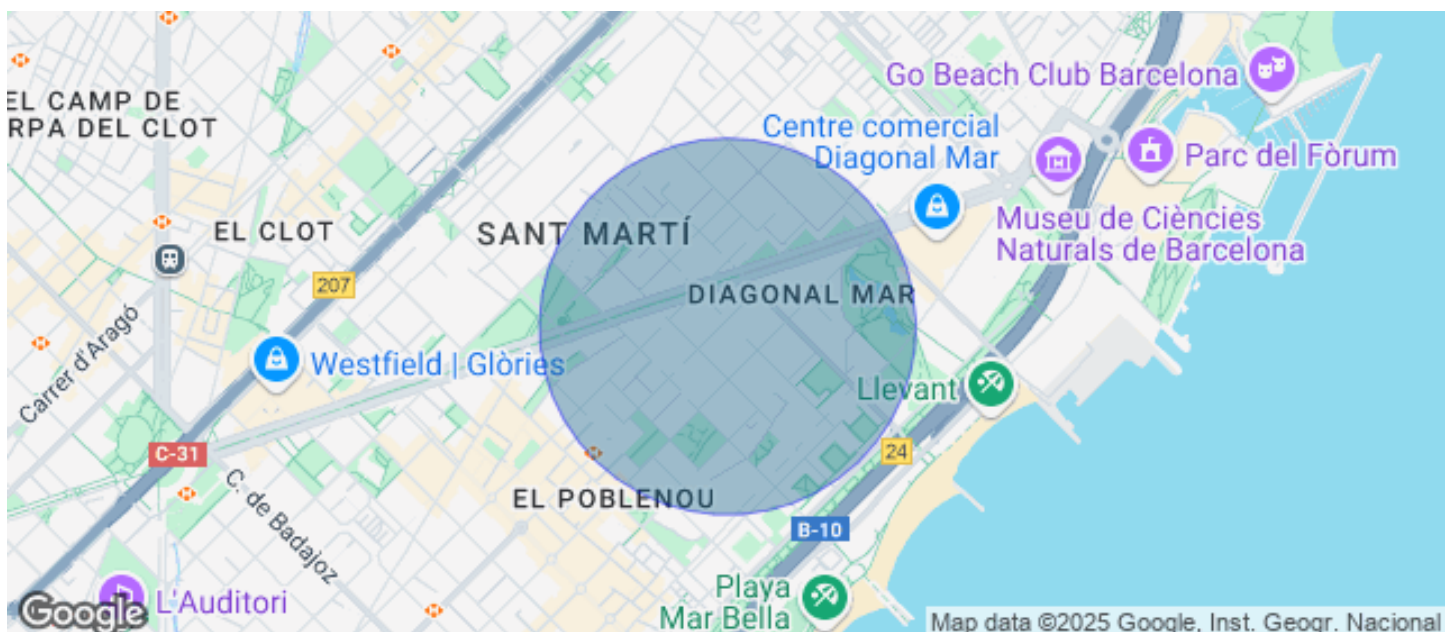 Go Beach Club Barcelona
EL CAMP DE
RPA DEL CLOT
Centre comercial
Diagonal Mar
Parc del Fòrum
EL CLOT
SANT MARTÍ
Museu de Ciències
Naturals de Barcelona
207
DIAGONAL MAR
Carrer d'Aragó
Westfield | Glòries
Llevant
C-31
24
C. de Badajoz
EL POBLENOU
B-10
Playa
Mar Bella
L'Auditori
Google
Map data ©2025 Google, Inst. Geogr. Nacional